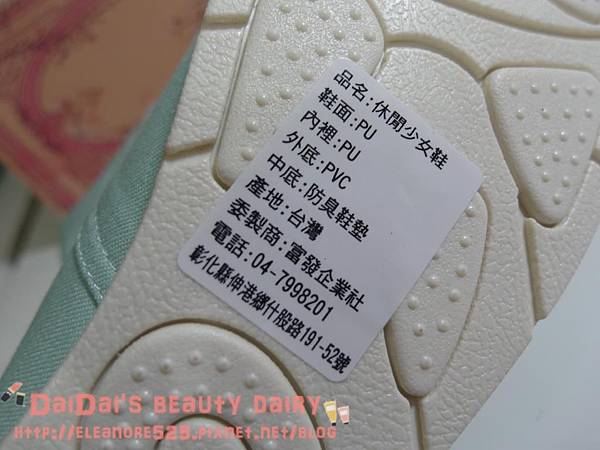 品名:休閒少女鞋
鞋面:PU
內裡:PU
外底:PVC
中底:防臭鞋墊
產地:台灣
委製商:富發企業社
電話:04-7998201
彰化縣伸港鄉什股路191-52號
DaiDai's Beauty Dairy
http://eleanore525.pixnet.net/blog